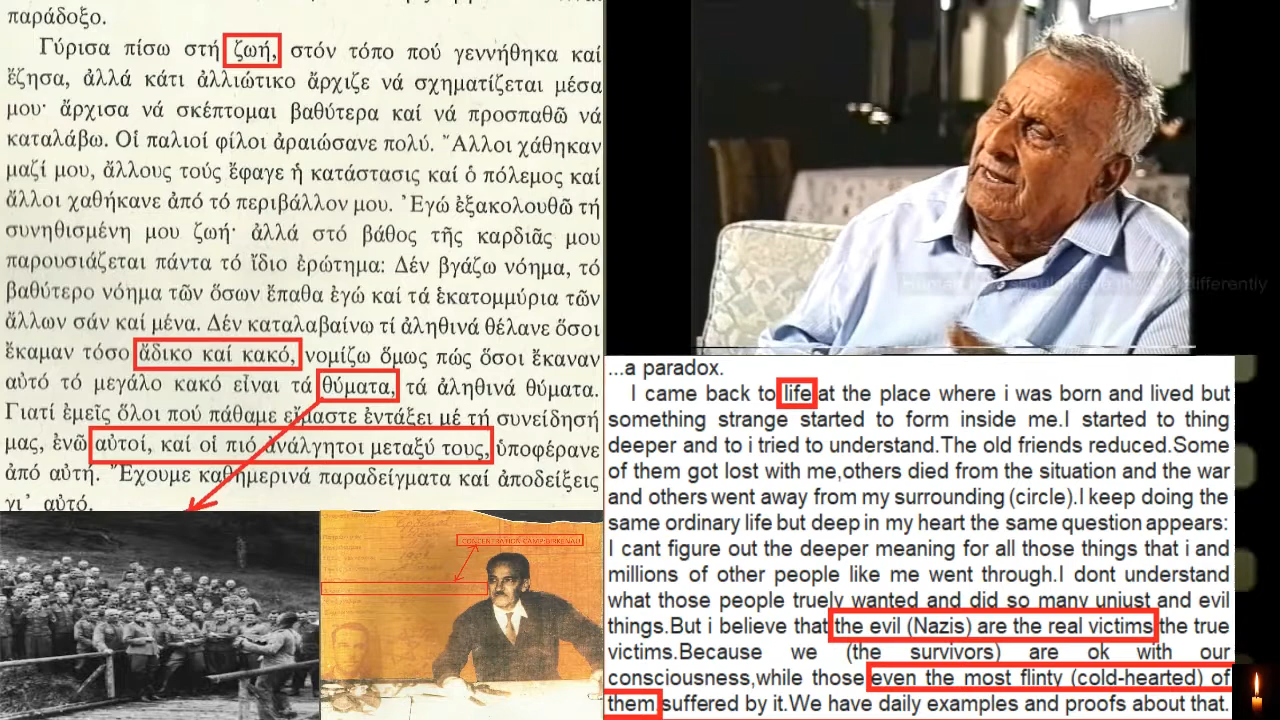 παράδοξο.
Γύρισα πίσω στή ζωή, στόν τόπο πού γεννήθηκα καί
ἔζησα, ἀλλά κάτι ἀλλιώτικο ἄρχιζε νά σχηματίζεται μέσα
μου· ἄρχισα νά σκέπτομαι βαθύτερα καί νά προσπαθῶ νά
καταλάβω. Οἱ παλιοί φίλοι ἀραιώσανε πολύ. Ἄλλοι χάθηκαν
μαζί μου, ἄλλους τούς ἔφαγε ἡ κατάστασις καί ὁ πόλεμος καί
ἄλλοι χαθήκανε ἀπό τό περιβάλλον μου. Ἐγώ ἐξακολουθῶ τή
συνηθισμένη μου ζωή· ἀλλά στό βάθος τῆς καρδιᾶς μου
παρουσιάζεται πάντα τό ἴδιο ἐρώτημα: Δέν βγάζω νόημα, τό
βαθύτερο νόημα τῶν ὅσων ἔπαθα ἐγώ καί τά ἑκατομμύρια τῶν
ἄλλων σάν καί μένα. Δέν καταλαβαίνω τί ἀληθινά θέλανε ὅσοι
ἔκαμαν τόσο ἄδικο καί κακό, νομίζω ὅμως πώς ὅσοι ἔκαναν
αὐτό τό μεγάλο κακό εἶναι τά θύματα, τά ἀληθινά θύματα.
Γιατί ἐμεῖς ὅλοι πού πάθαμε εἴμαστε ἐντάξει μέ τή συνείδησή
μας, ἐνῶ αὐτοί, καί οἱ πιό ἀνάλγητοι μεταξύ τους, ὑποφέρανε
ἀπό αὐτή. Ἔχουμε καθημερινά παραδείγματα καί ἀποδείξεις
γι' αὐτό.
differently
CONCENTRATION CAMP:BIRKENAU
...a paradox.
I came back to life at the place where i was born and lived but
something strange started to form inside me.I started to thing
deeper and to i tried to understand.The old friends reduced.Some
of them got lost with me,others died from the situation and the war
and others went away from my surrounding (circle).I keep doing the
same ordinary life but deep in my heart the same question appears:
I cant figure out the deeper meaning for all those things that i and
millions of other people like me went through.I dont understand
what those people truely wanted and did so many unjust and evil
things.But i believe that the evil (Nazis) are the real victims the true
victims.Because we (the survivors) are ok with our
consciousness,while those even the most flinty (cold-hearted) of
them suffered by it.We have daily examples and proofs about that.